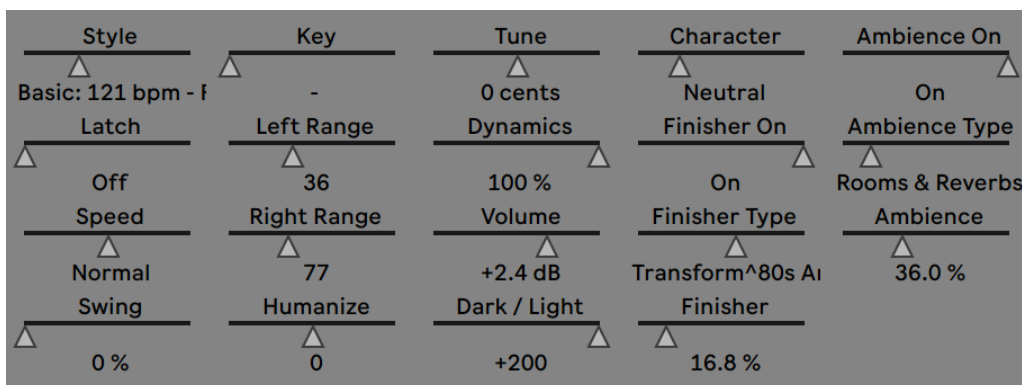 Style Key Tune Character Ambience On
Basic: 121 bpm - F - 0 cents Neutral On
Latch Left Range Dynamics Finisher On Ambience Type
Off 36 100 % On Rooms & Reverbs
Speed Right Range Volume Finisher Type Ambience
Normal 77 +2.4 dB Transform^80s 36.0 %
Swing Humanize Dark / Light Finisher
0 % 0 +200 16.8 %